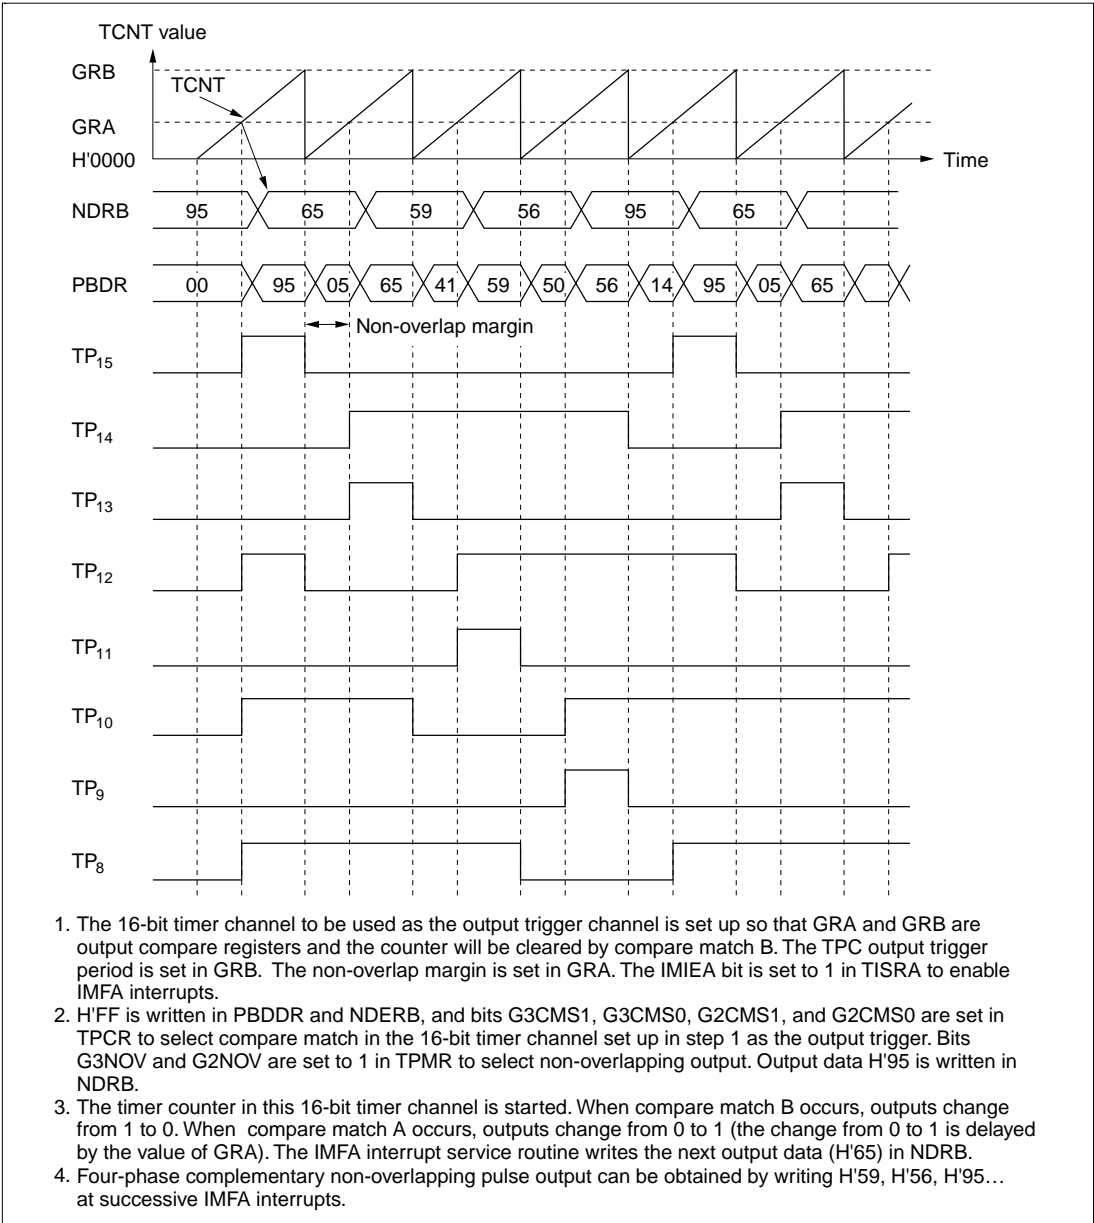 TCNT value
GRB
TCNT
GRA
H'0000
Time
NDRB 95 65 59 56 95 65
PBDR 00 95 05 65 41 59 50 56 14 95 05 65
Non-overlap margin
TP15
TP14
TP13
TP12
TP11
TP10
TP9
TP8
1. The 16-bit timer channel to be used as the output trigger channel is set up so that GRA and GRB are
output compare registers and the counter will be cleared by compare match B. The TPC output trigger
period is set in GRB. The non-overlap margin is set in GRA. The IMIEA bit is set to 1 in TISRA to enable
IMFA interrupts.
2. H'FF is written in PBDDR and NDERB, and bits G3CMS1, G3CMS0, G2CMS1, and G2CMS0 are set in
TPCR to select compare match in the 16-bit timer channel set up in step 1 as the output trigger. Bits
G3NOV and G2NOV are set to 1 in TPMR to select non-overlapping output. Output data H'95 is written in
NDRB.
3. The timer counter in this 16-bit timer channel is started. When compare match B occurs, outputs change
from 1 to 0. When compare match A occurs, outputs change from 0 to 1 (the change from 0 to 1 is delayed
by the value of GRA). The IMFA interrupt service routine writes the next output data (H'65) in NDRB.
4. Four-phase complementary non-overlapping pulse output can be obtained by writing H'59, H'56, H'95…
at successive IMFA interrupts.